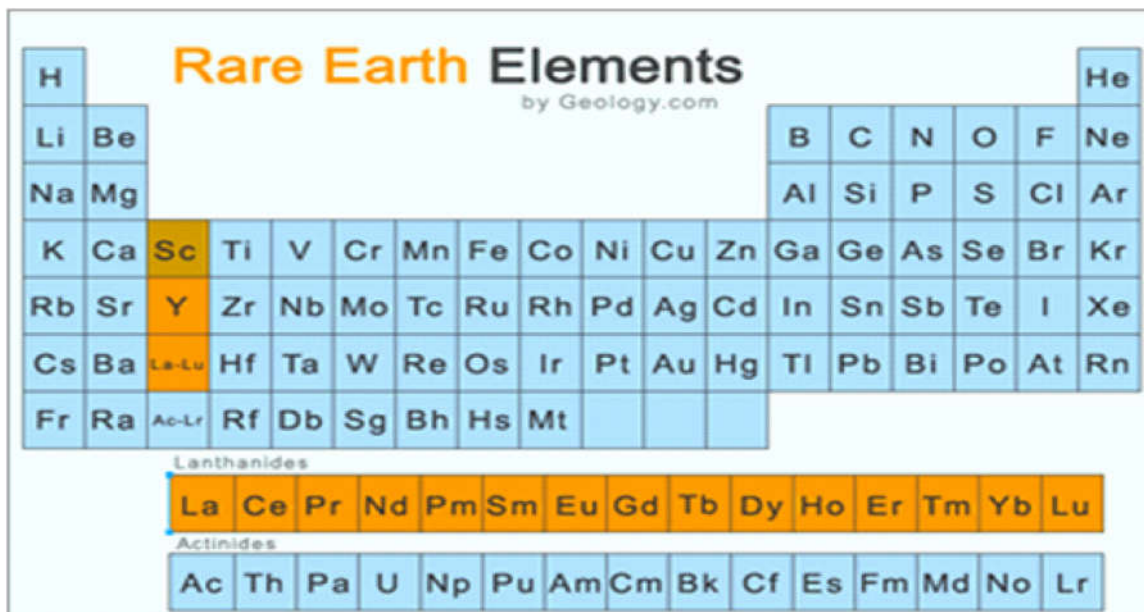 Rare Earth Elements
by Geology.com
H He
Li Be B C N O F Ne
Na Mg Al Si P S Cl Ar
K Ca Sc Ti V Cr Mn Fe Co Ni Cu Zn Ga Ge As Se Br Kr
Rb Sr Y Zr Nb Mo Tc Ru Rh Pd Ag Cd In Sn Sb Te I Xe
Cs Ba La-Lu Hf Ta W Re Os Ir Pt Au Hg Tl Pb Bi Po At Rn
Fr Ra Ac-Lr Rf Db Sg Bh Hs Mt
Lanthanides
La Ce Pr Nd Pm Sm Eu Gd Tb Dy Ho Er Tm Yb Lu
Actinides
Ac Th Pa U Np Pu Am Cm Bk Cf Es Fm Md No Lr